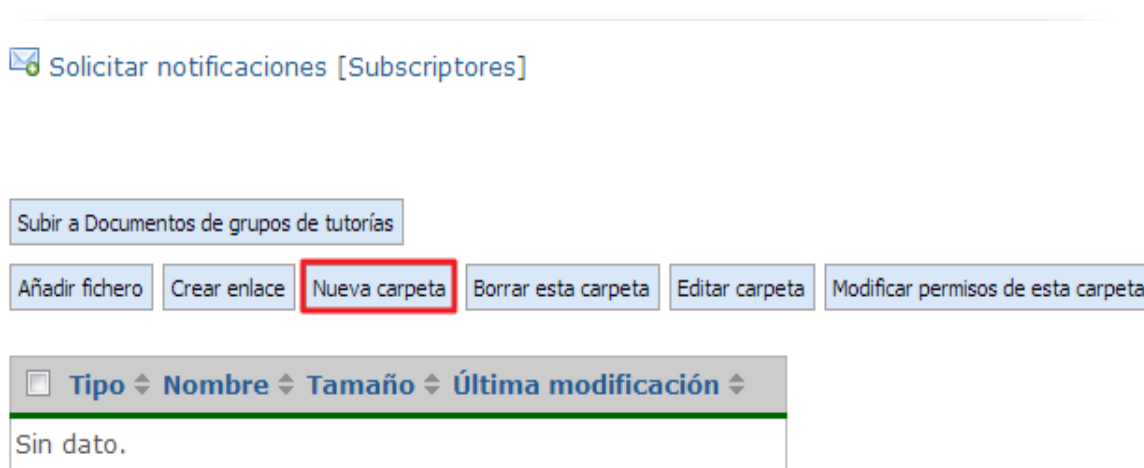 Solicitar notificaciones [Subscriptores]
Subir a Documentos de grupos de tutorías
Añadir fichero Crear enlace Nueva carpeta Borrar esta carpeta Editar carpeta Modificar permisos de esta carpeta
Tipo Nombre Tamaño Última modificación
Sin dato.